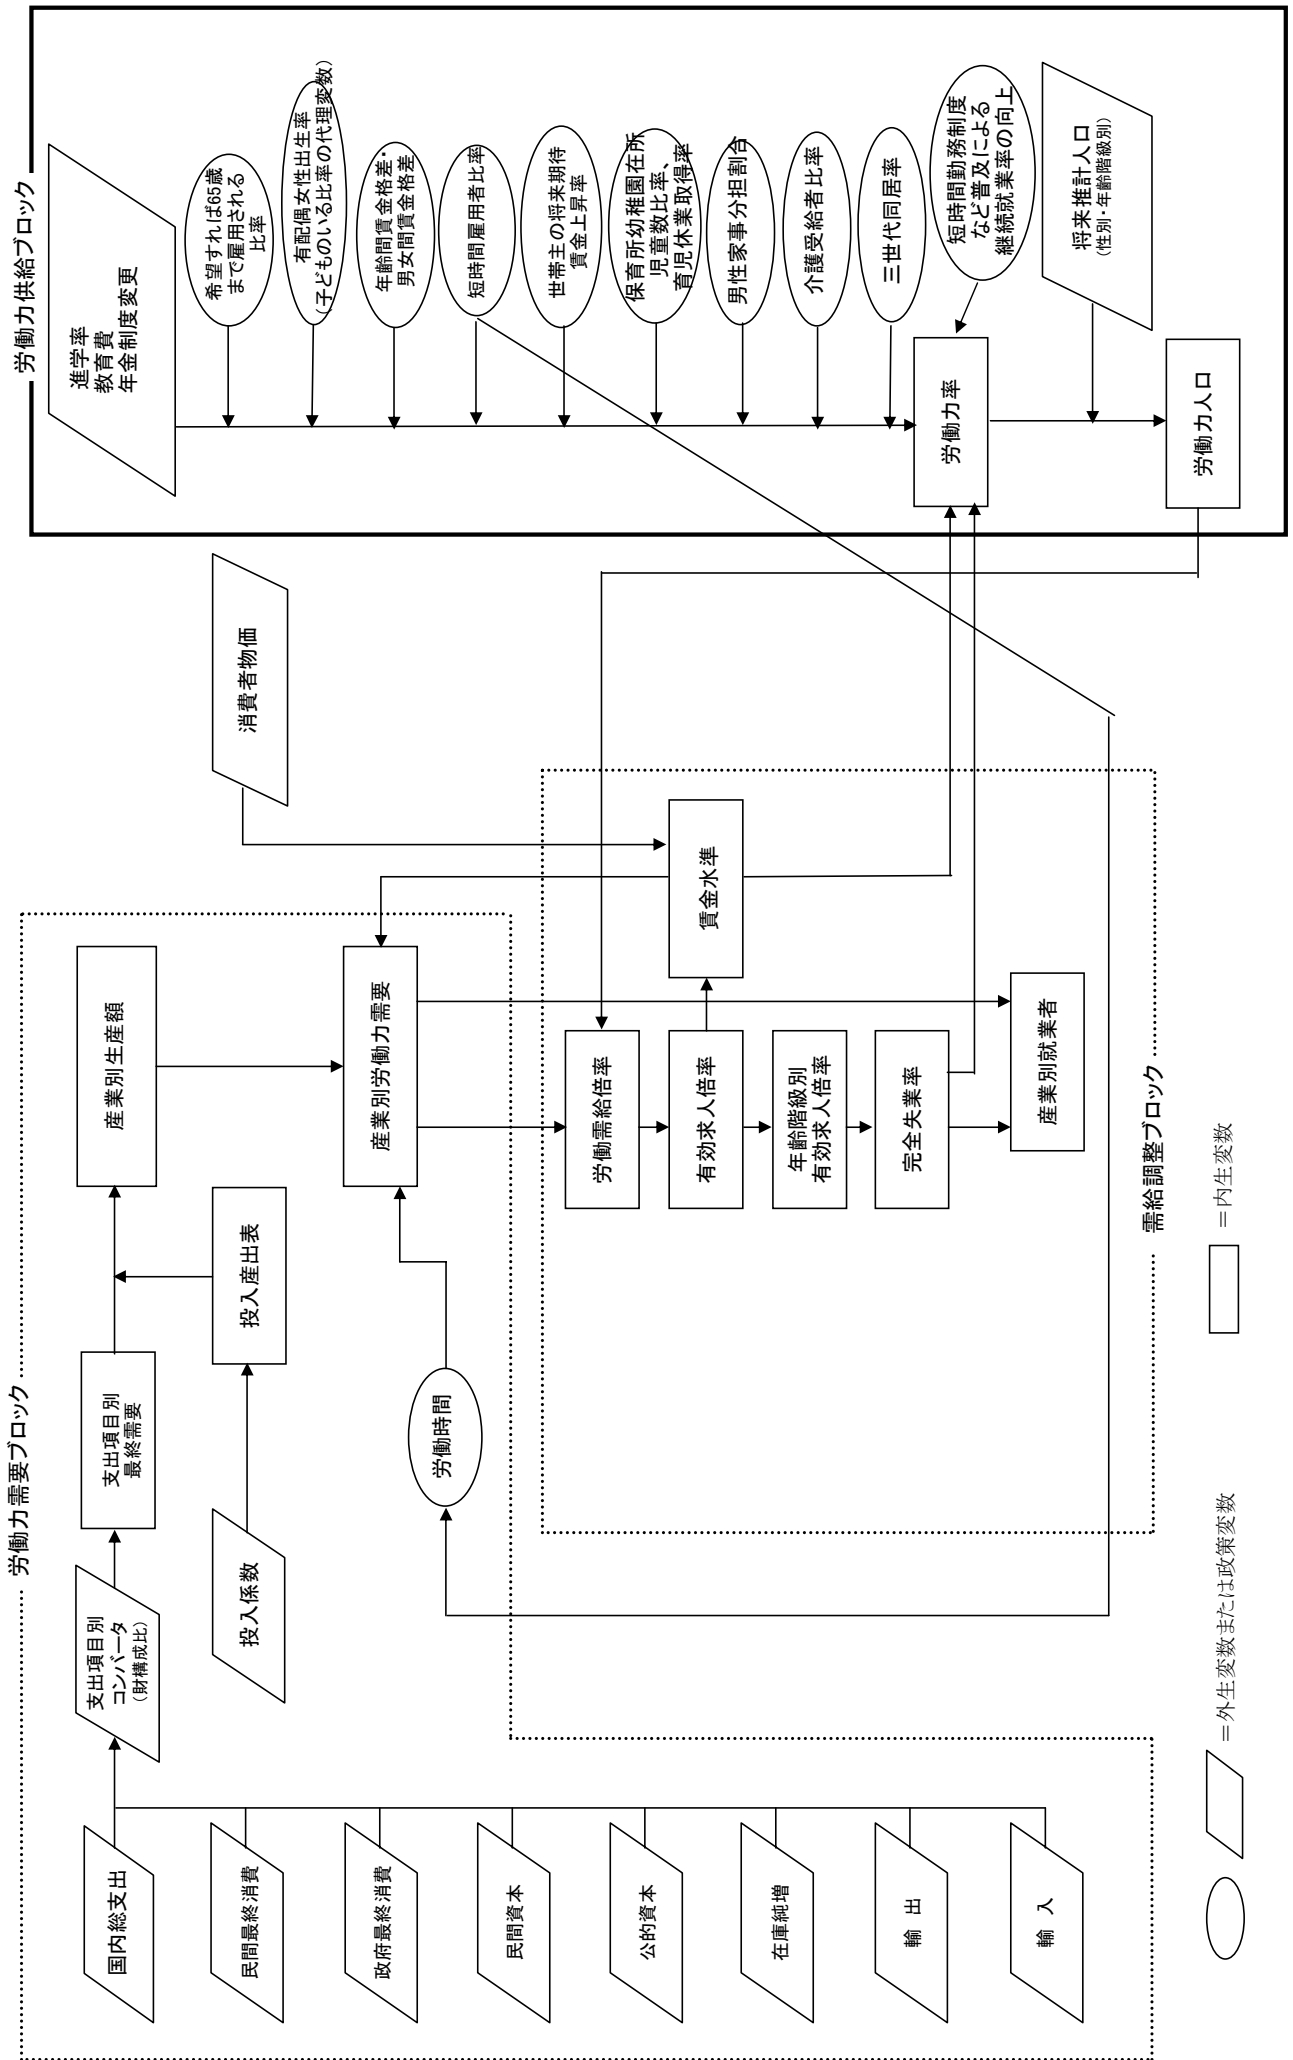 労働力需要ブロック
国内総支出
民間最終消費
政府最終消費
民間資本
公的資本
在庫純増
輸 出
輸 入
支出項目別
コンバータ
（財構成比）
投入係数
支出項目別
最終需要
投入産出表
労働時間
産業別生産額
産業別労働力需要
需給調整ブロック
労働需給倍率
有効求人倍率
年齢階級別
有効求人倍率
完全失業率
産業別就業者
賃金水準
消費者物価
労働力供給ブロック
進学率
教育費
年金制度変更
希望すれば65歳
まで雇用される
比率
有配偶女性出生率
（子どものいる比率の代理変数）
年齢間賃金格差・
男女間賃金格差
短時間雇用者比率
世帯主の将来期待
賃金上昇率
保育所幼稚園在所
児童数比率、
育児休業取得率
男性家事分担割合
介護受給者比率
三世代同居率
短時間勤務制度
など普及による
継続就業率の向上
労働力率
将来推計人口
（性別・年齢階級別）
労働力人口
＝外生変数または政策変数
＝内生変数